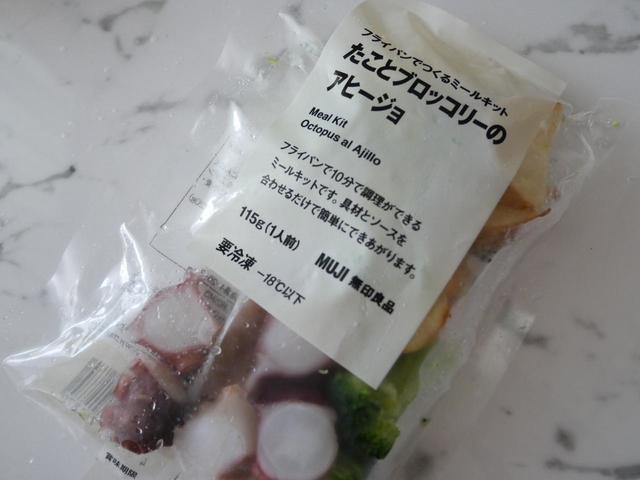 フライパンでつくるミールキット
たことブロッコリーの
アヒージョ
Meal Kit
Octopus al Ajillo
フライパンで10分で調理ができる
ミールキットです。具材とソースを
合わせるだけで簡単にできあがります。
115g(1人前)
要冷凍 −18℃以下
MUJI 無印良品
賞味期限